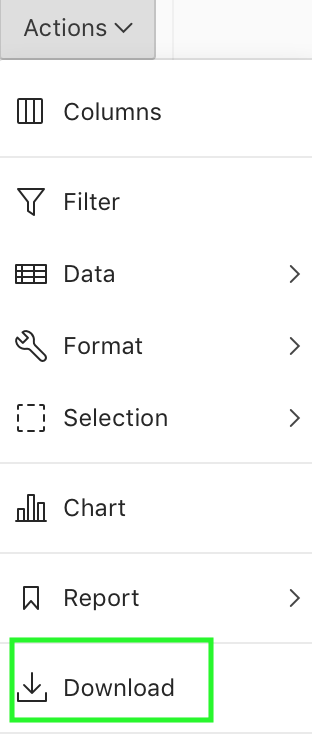 Actions
Columns
Filter
Data
Format
Selection
Chart
Report
Download